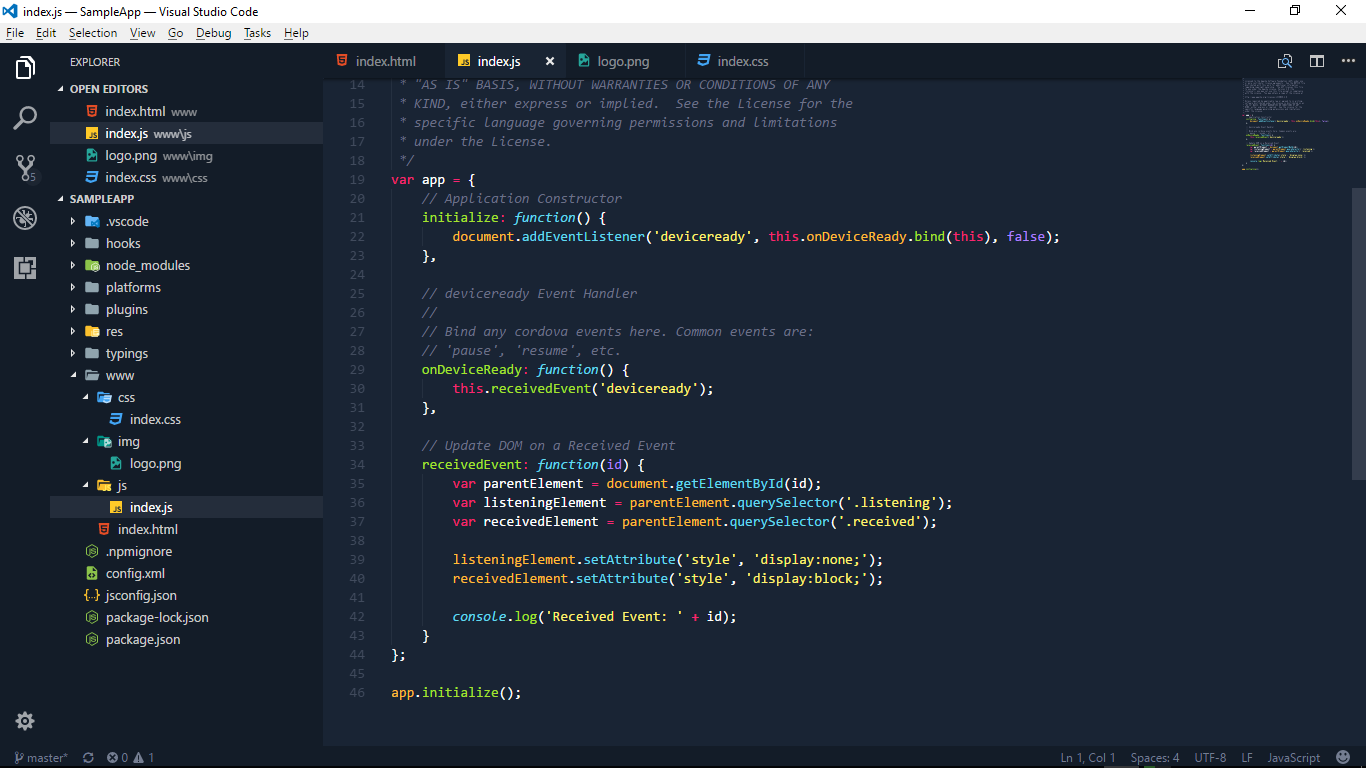 index.js — SampleApp — Visual Studio Code
File Edit Selection View Go Debug Tasks Help
EXPLORER
OPEN EDITORS
index.html www
index.js www\js
logo.png www\img
index.css www\css
SAMPLEAPP
.vscode
hooks
node_modules
platforms
plugins
res
typings
www
css
index.css
img
logo.png
js
index.js
index.html
.npmignore
config.xml
jsconfig.json
package-lock.json
package.json
5
index.html index.js logo.png index.css
14 * "AS IS" BASIS, WITHOUT WARRANTIES OR CONDITIONS OF ANY
15 * KIND, either express or implied.  See the License for the
16 * specific language governing permissions and limitations
17 * under the License.
18 */
19 var app = {
20     // Application Constructor
21     initialize: function() {
22         document.addEventListener('deviceready', this.onDeviceReady.bind(this), false);
23     },
24
25     // deviceready Event Handler
26     //
27     // Bind any cordova events here. Common events are:
28     // 'pause', 'resume', etc.
29     onDeviceReady: function() {
30         this.receivedEvent('deviceready');
31     },
32
33     // Update DOM on a Received Event
34     receivedEvent: function(id) {
35         var parentElement = document.getElementById(id);
36         var listeningElement = parentElement.querySelector('.listening');
37         var receivedElement = parentElement.querySelector('.received');
38
39         listeningElement.setAttribute('style', 'display:none;');
40         receivedElement.setAttribute('style', 'display:block;');
41
42         console.log('Received Event: ' + id);
43     }
44 };
45
46 app.initialize();
master* 0 1 Ln 1, Col 1 Spaces: 4 UTF-8 LF JavaScript